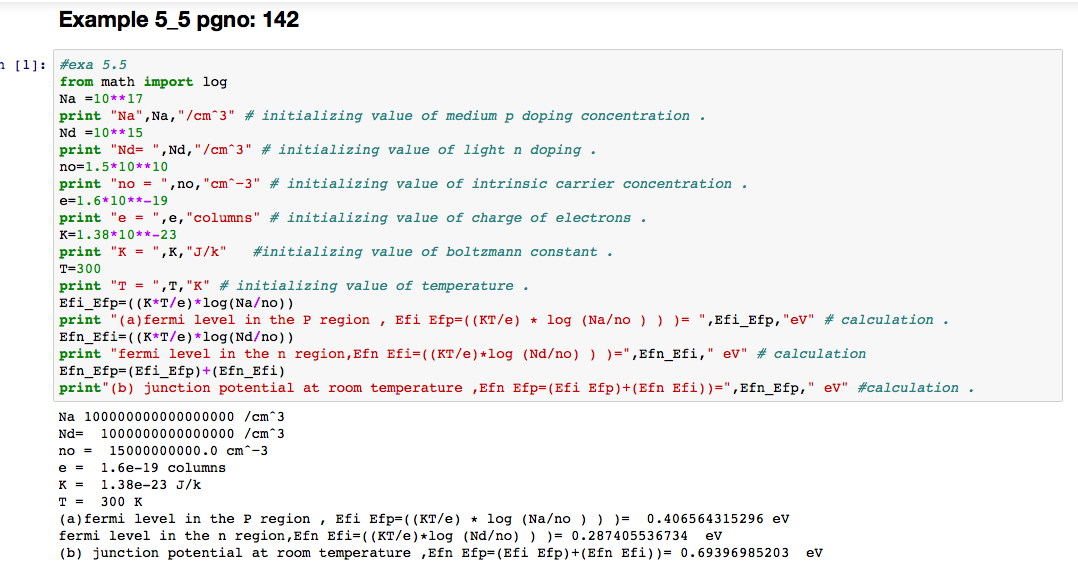 Example 5_5 pgno: 142
[1]: #exa 5.5
from math import log
Na =10**17
print "Na",Na,"/cm^3" # initializing value of medium p doping concentration .
Nd =10**15
print "Nd= ",Nd,"/cm^3" # initializing value of light n doping .
no=1.5*10**10
print "no = ",no,"cm^-3" # initializing value of intrinsic carrier concentration .
e=1.6*10**-19
print "e = ",e,"columns" # initializing value of charge of electrons .
K=1.38*10**-23
print "K = ",K,"J/k"   #initializing value of boltzmann constant .
T=300
print "T = ",T,"K" # initializing value of temperature .
Efi_Efp=((K*T/e)*log(Na/no))
print "(a)fermi level in the P region , Efi Efp=((KT/e) * log (Na/no ) ) )= ",Efi_Efp,"eV" # calculation .
Efn_Efi=((K*T/e)*log(Nd/no))
print "fermi level in the n region,Efn Efi=((KT/e)*log (Nd/no) ) )=",Efn_Efi," eV" # calculation
Efn_Efp=(Efi_Efp)+(Efn_Efi)
print"(b) junction potential at room temperature ,Efn Efp=(Efi Efp)+(Efn Efi))=",Efn_Efp," eV" #calculation .
Na 100000000000000000 /cm^3
Nd=  1000000000000000 /cm^3
no =  15000000000.0 cm^-3
e =  1.6e-19 columns
K =  1.38e-23 J/k
T =  300 K
(a)fermi level in the P region , Efi Efp=((KT/e) * log (Na/no ) ) )=  0.406564315296 eV
fermi level in the n region,Efn Efi=((KT/e)*log (Nd/no) ) )= 0.287405536734  eV
(b) junction potential at room temperature ,Efn Efp=(Efi Efp)+(Efn Efi))= 0.69396985203  eV